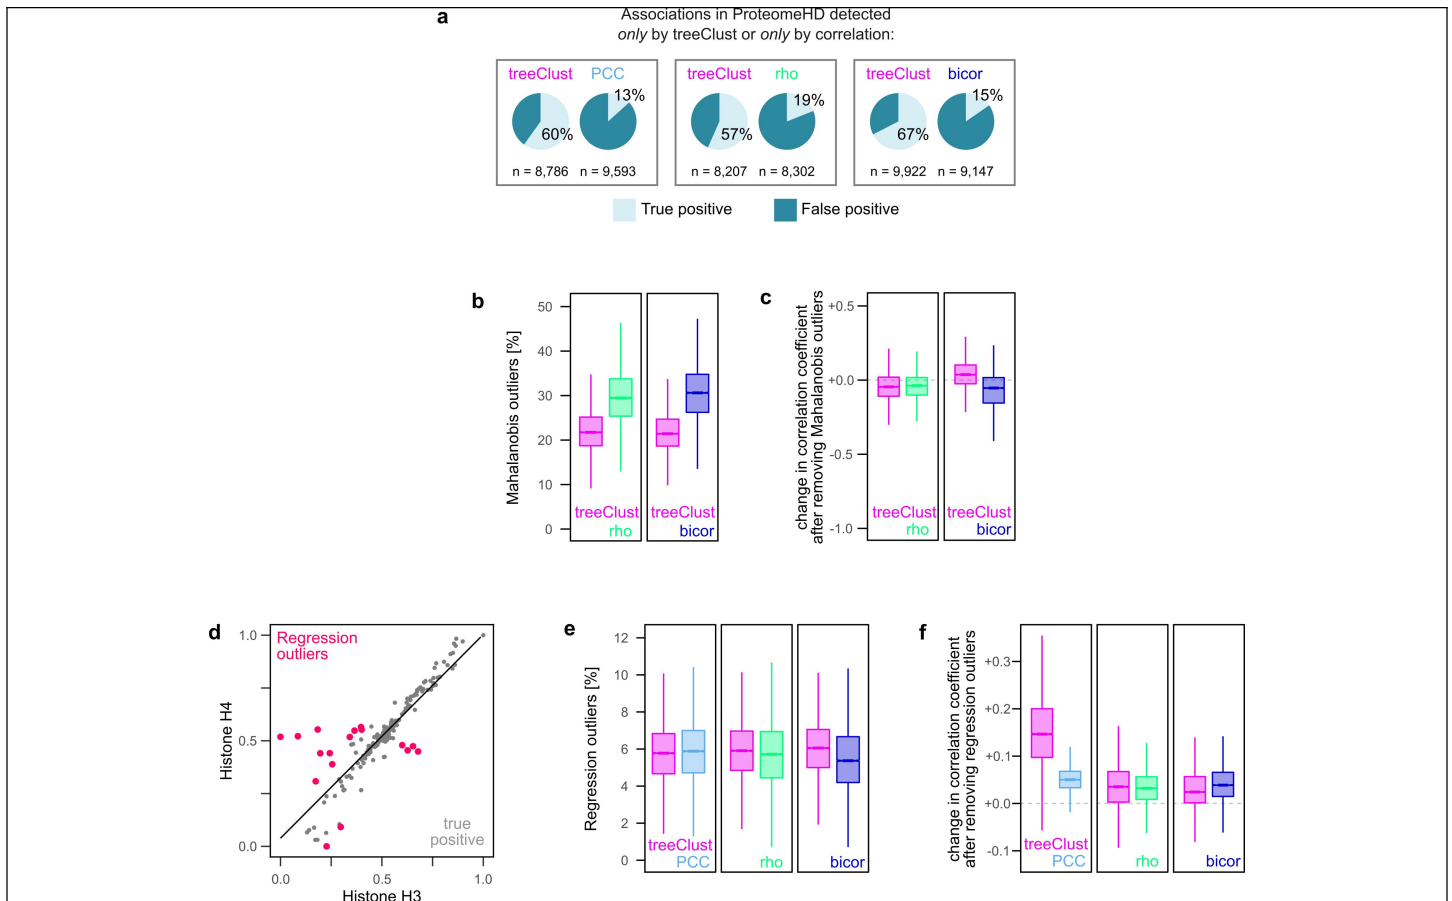 a
Associations in ProteomeHD detected
only by treeClust or only by correlation:
treeClust PCC
13%
60%
n = 8,786 n = 9,593
treeClust rho
19%
57%
n = 8,207 n = 8,302
treeClust bicor
15%
67%
n = 9,922 n = 9,147
True positive
False positive
b
Mahalanobis outliers [%]
50
40
30
20
10
0
treeClust
rho
treeClust
bicor
c
change in correlation coefficient
after removing Mahalanobis outliers
+0.5
+0.0
-0.5
-1.0
treeClust
rho
treeClust
bicor
d
Histone H4
1.0
0.5
0.0
Regression
outliers
true
positive
0.0 0.5 1.0
Histone H3
e
Regression outliers [%]
12
10
8
6
4
2
0
treeClust
PCC
rho
bicor
f
change in correlation coefficient
after removing regression outliers
+0.3
+0.2
+0.1
+0.0
-0.1
treeClust
PCC
rho
bicor